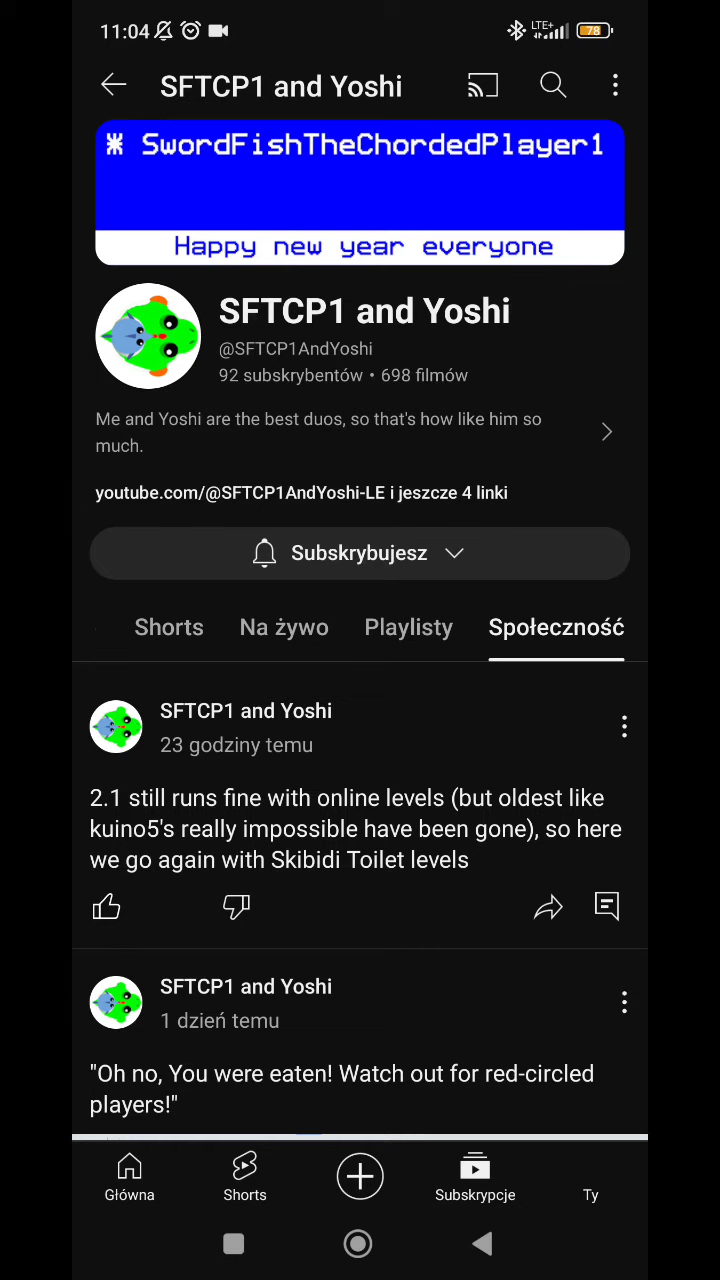 11:04 LTE+ 78
SFTCP1 and Yoshi
* SwordFishTheChordedPlayer1
Happy new year everyone
SFTCP1 and Yoshi
@SFTCP1AndYoshi
92 subskrybentów • 698 filmów
Me and Yoshi are the best duos, so that's how like him so
much.
youtube.com/@SFTCP1AndYoshi-LE i jeszcze 4 linki
Subskrybujesz
Shorts Na żywo Playlisty Społeczność
SFTCP1 and Yoshi
23 godziny temu
2.1 still runs fine with online levels (but oldest like
kuino5's really impossible have been gone), so here
we go again with Skibidi Toilet levels
SFTCP1 and Yoshi
1 dzień temu
"Oh no, You were eaten! Watch out for red-circled
players!"
Główna Shorts Subskrypcje Ty